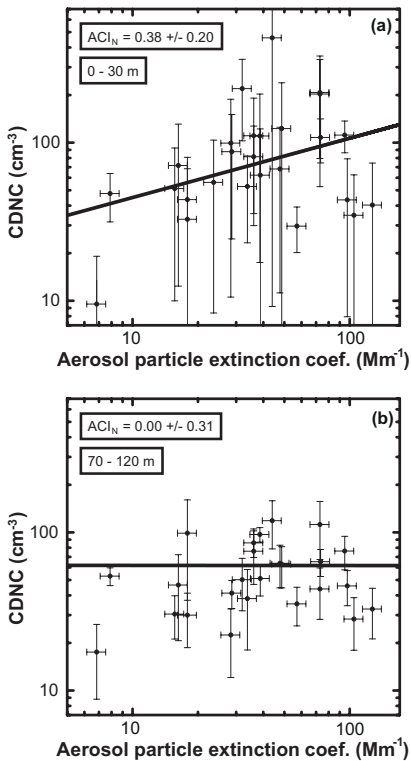 (a)
ACI_N = 0.38 +/- 0.20
0 - 30 m
100
10
CDNC (cm-3)
10 100
Aerosol particle extinction coef. (Mm-1)
(b)
ACI_N = 0.00 +/- 0.31
70 - 120 m
100
10
CDNC (cm-3)
10 100
Aerosol particle extinction coef. (Mm-1)